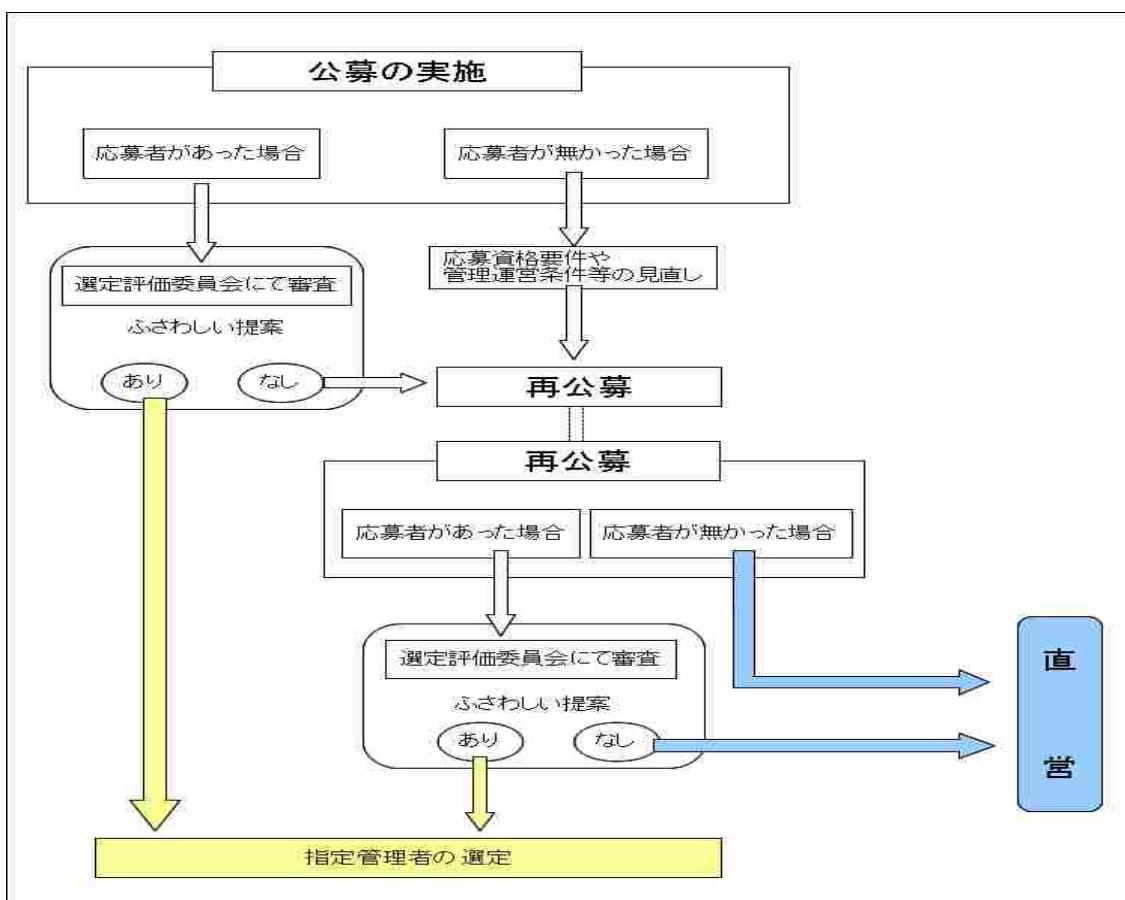 公募の実施
応募者があった場合
応募者が無かった場合
選定評価委員会にて審査
ふさわしい提案
あり
なし
応募資格要件や
管理運営条件等の見直し
再公募
再公募
応募者があった場合
応募者が無かった場合
選定評価委員会にて審査
ふさわしい提案
あり
なし
直
営
指定管理者の選定